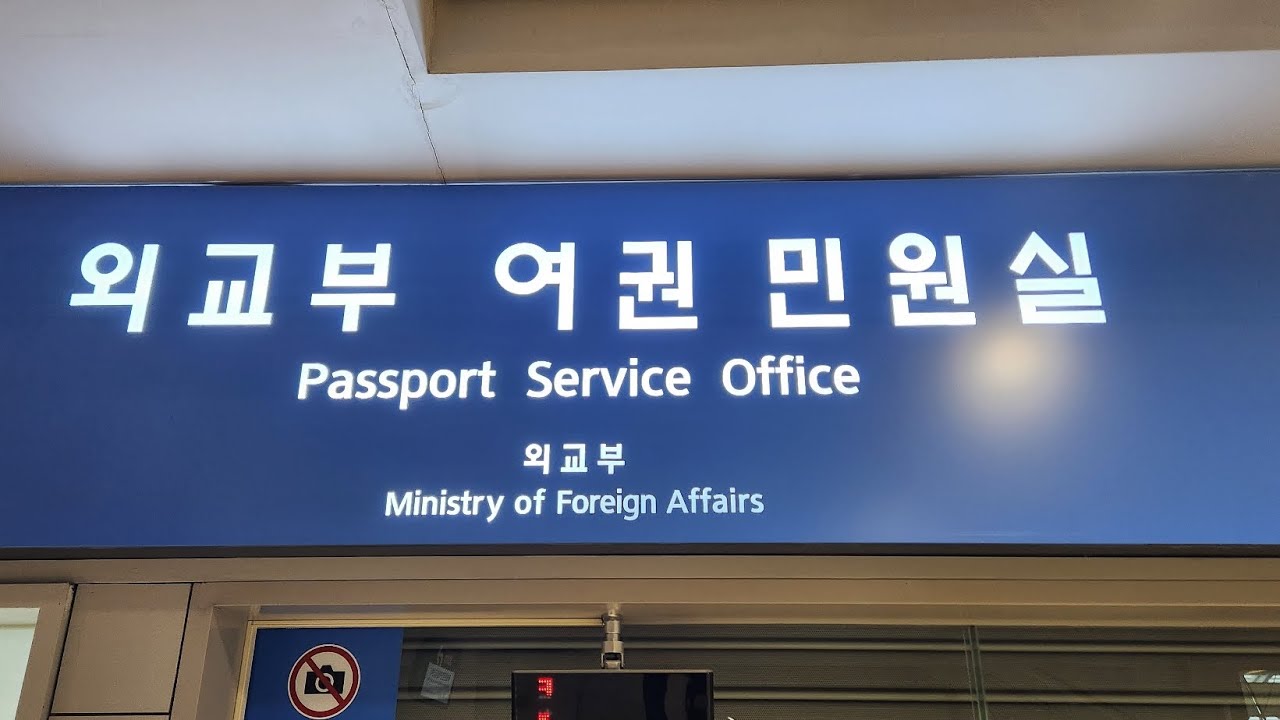 외교부 여권 민원실
Passport Service Office
외교부
Ministry of Foreign Affairs